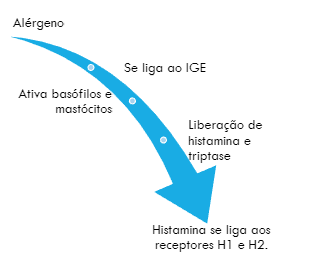 Alérgeno
Se liga ao IGE
Ativa basófilos e
mastócitos
Liberação de
histamina e
triptase
Histamina se liga aos
receptores H1 e H2.